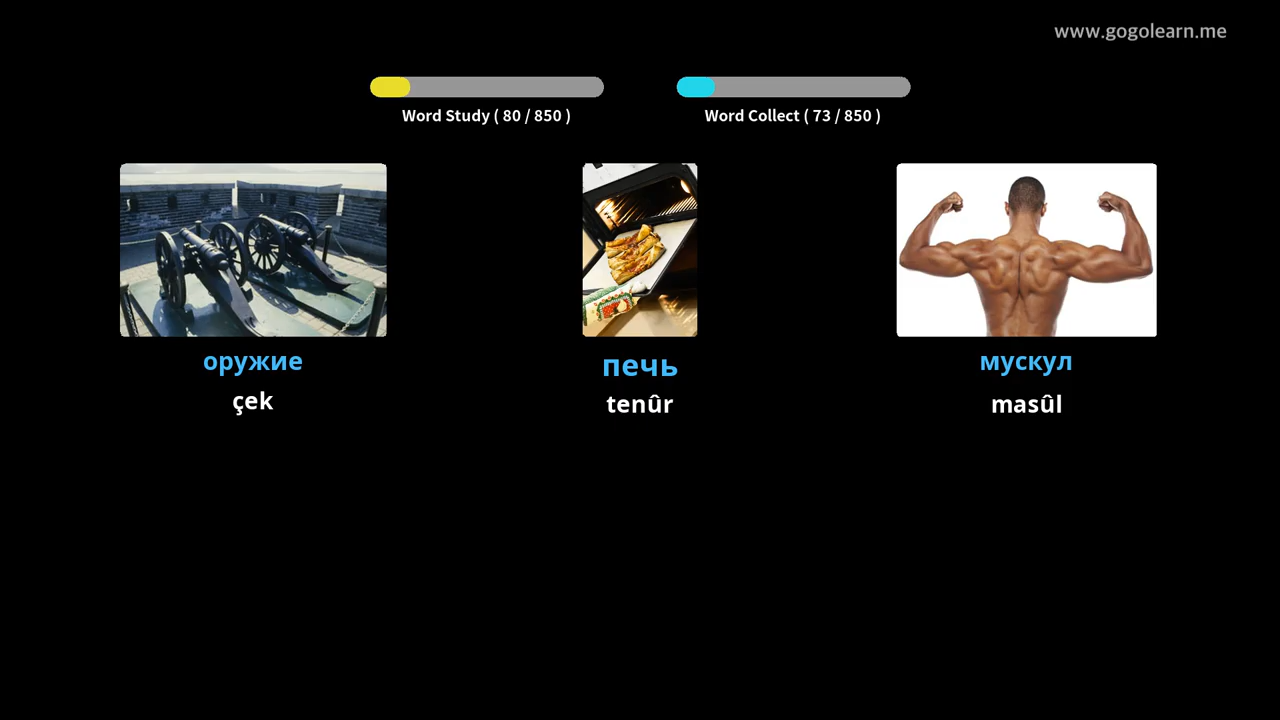 www.gogolearn.me
Word Study ( 80 / 850 )
Word Collect ( 73 / 850 )
оружие
печь
мускул
çek
tenûr
masûl